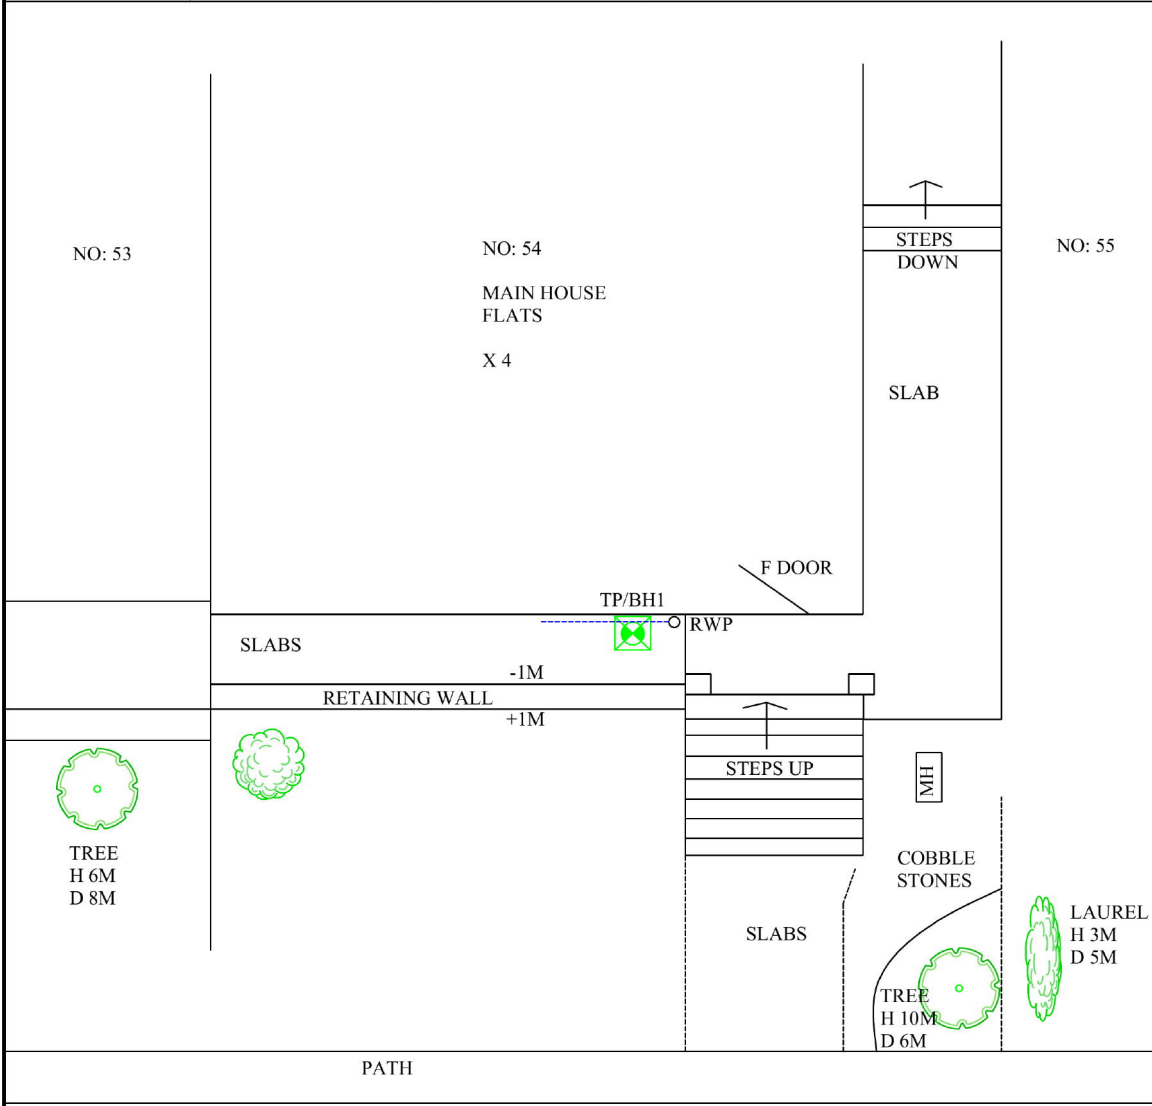 STEPS
DOWN
NO: 53
NO: 54
NO: 55
MAIN HOUSE
FLATS
X 4
SLAB
F DOOR
TP/BH1
RWP
SLABS
-1M
RETAINING WALL
+1M
STEPS UP
MH
TREE
H 6M
D 8M
COBBLE
STONES
SLABS
LAUREL
H 3M
D 5M
TREE
H 10M
D 6M
PATH